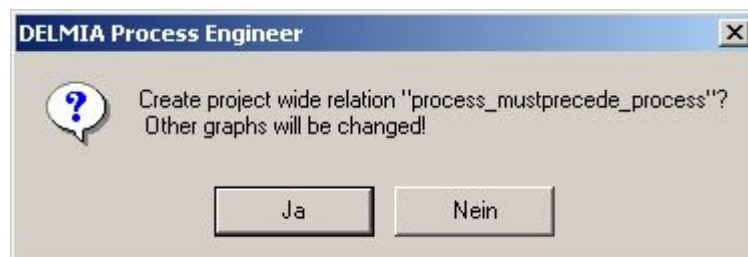 DELMIA Process Engineer
Create project wide relation "process_mustprecede_process"?
Other graphs will be changed!
Ja Nein